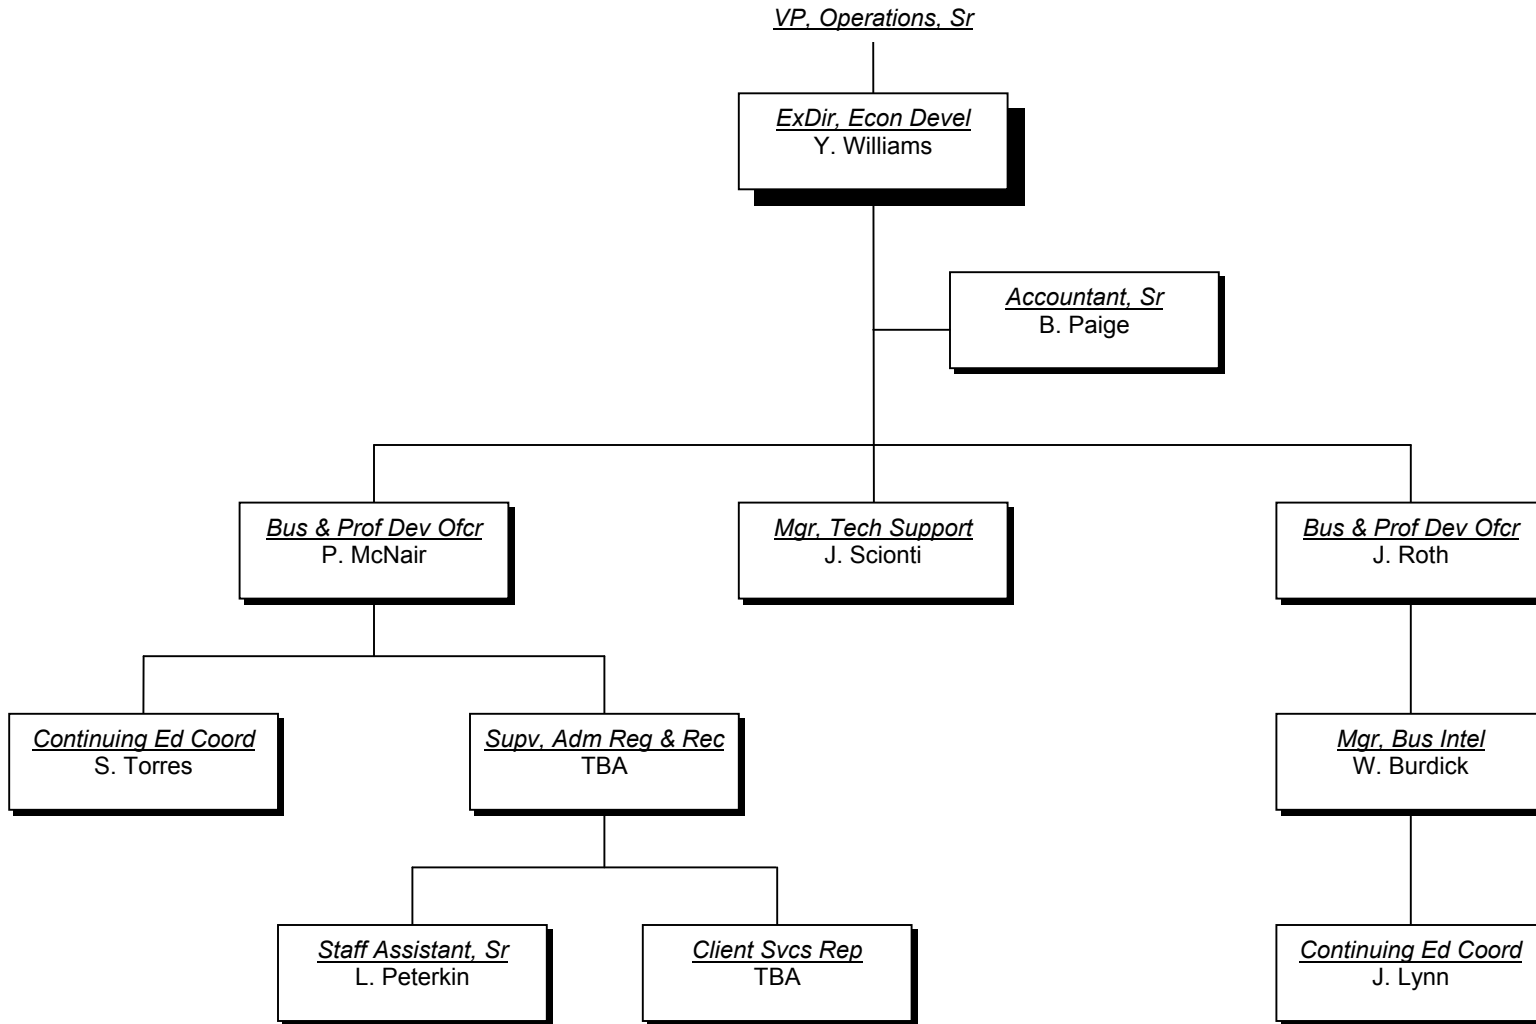 VP, Operations, Sr
ExDir, Econ Devel
Y. Williams
Accountant, Sr
B. Paige
Bus & Prof Dev Ofcr
P. McNair
Mgr, Tech Support
J. Scionti
Bus & Prof Dev Ofcr
J. Roth
Continuing Ed Coord
S. Torres
Supv, Adm Reg & Rec
TBA
Mgr, Bus Intel
W. Burdick
Staff Assistant, Sr
L. Peterkin
Client Svcs Rep
TBA
Continuing Ed Coord
J. Lynn